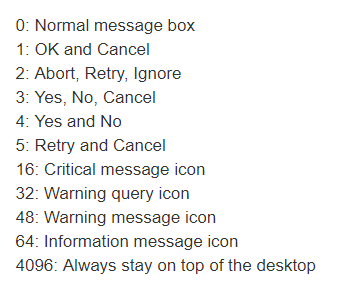 0: Normal message box
1: OK and Cancel
2: Abort, Retry, Ignore
3: Yes, No, Cancel
4: Yes and No
5: Retry and Cancel
16: Critical message icon
32: Warning query icon
48: Warning message icon
64: Information message icon
4096: Always stay on top of the desktop